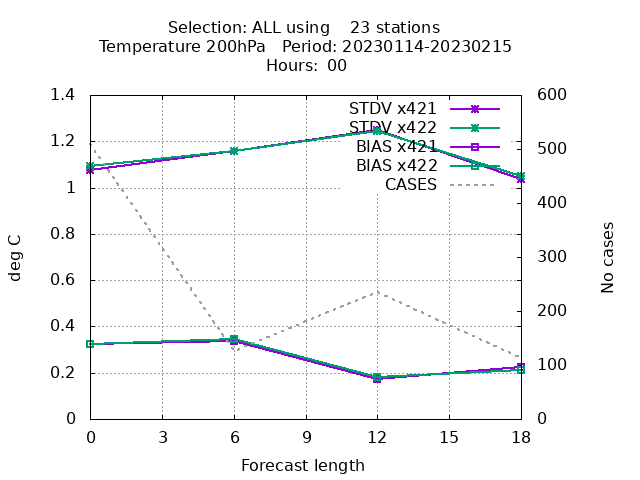 Selection: ALL using    23 stations
Temperature 200hPa   Period: 20230114-20230215
Hours: 00
1.4
1.2
1
0.8
0.6
0.4
0.2
0
600
500
400
300
200
100
0
STDV x421
STDV x422
BIAS x421
BIAS x422
CASES
deg C
No cases
0 3 6 9 12 15 18
Forecast length